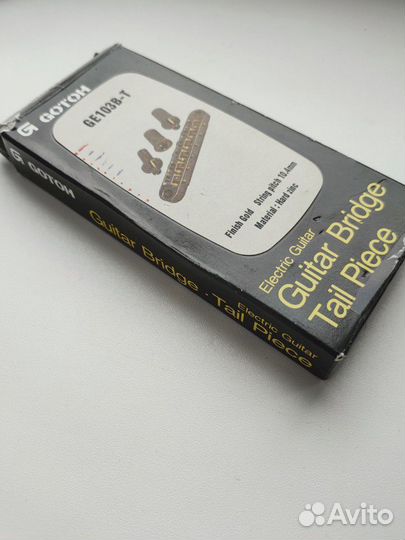 G GOTOH
GE103B-T
Finish Gold String pitch 10.4mm
Material : Hard zinc
Electric Guitar
Guitar Bridge
Tail Piece
G GOTOH
Electric Guitar
Guitar Bridge · Tail Piece
Avito